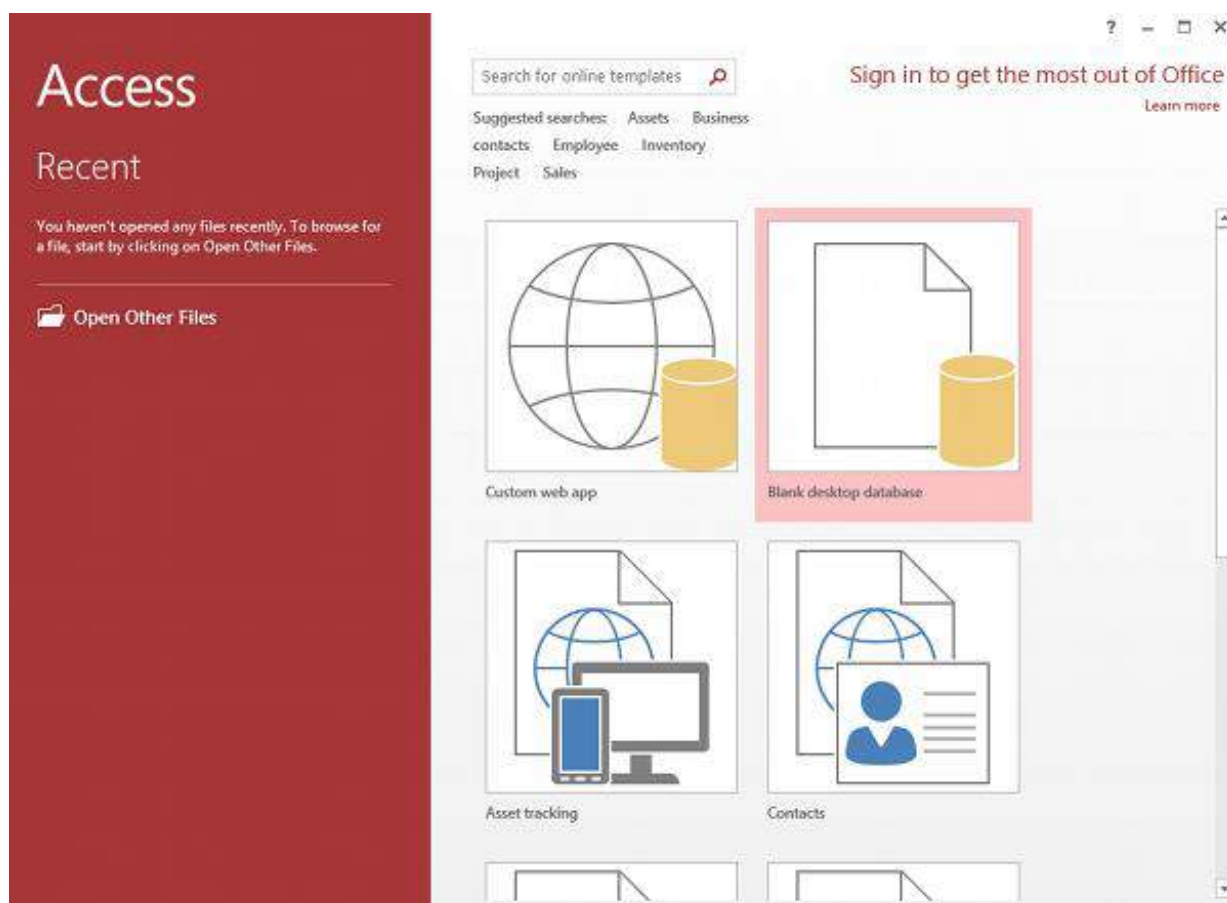 ?
Access
Search for online templates
Sign in to get the most out of Office
Learn more
Suggested searches: Assets Business
contacts Employee Inventory
Project Sales
Recent
You haven't opened any files recently. To browse for
a file, start by clicking on Open Other Files.
Open Other Files
Custom web app
Blank desktop database
Asset tracking
Contacts